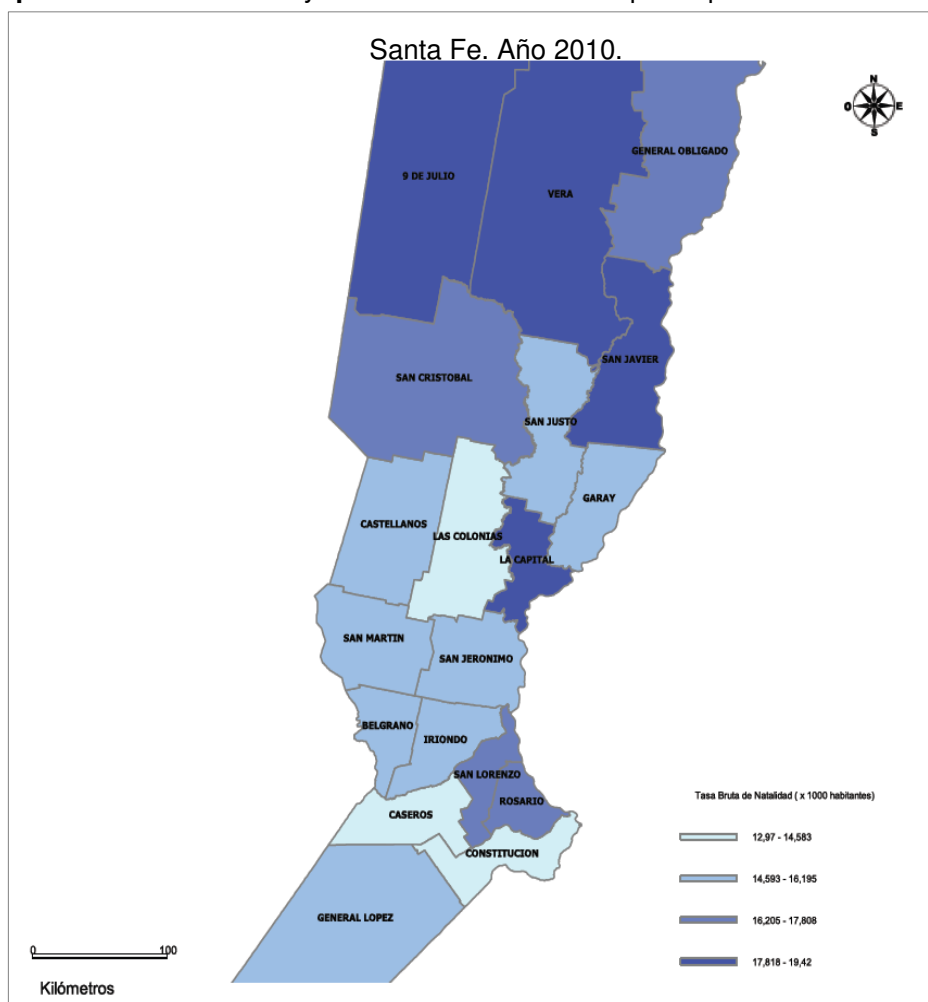 Santa Fe. Año 2010.
N
O E
S
GENERAL OBLIGADO
9 DE JULIO
VERA
SAN JAVIER
SAN CRISTOBAL
SAN JUSTO
GARAY
CASTELLANOS
LAS COLONIAS
LA CAPITAL
SAN MARTIN
SAN JERONIMO
BELGRANO
IRIONDO
SAN LORENZO
ROSARIO
CASEROS
CONSTITUCION
GENERAL LOPEZ
Tasa Bruta de Natalidad ( x 1000 habitantes)
12,97 - 14,583
14,593 - 16,195
16,205 - 17,808
17,818 - 19,42
0 100
Kilómetros